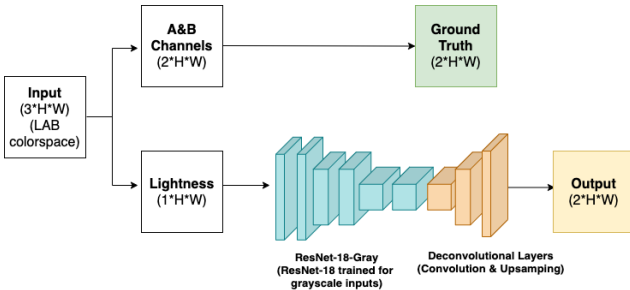 A&B
Channels
(2*H*W)
Ground
Truth
(2*H*W)
Input
(3*H*W)
(LAB
colorspace)
Lightness
(1*H*W)
Output
(2*H*W)
ResNet-18-Gray
(ResNet-18 trained for
grayscale inputs)
Deconvolutional Layers
(Convolution & Upsamping)